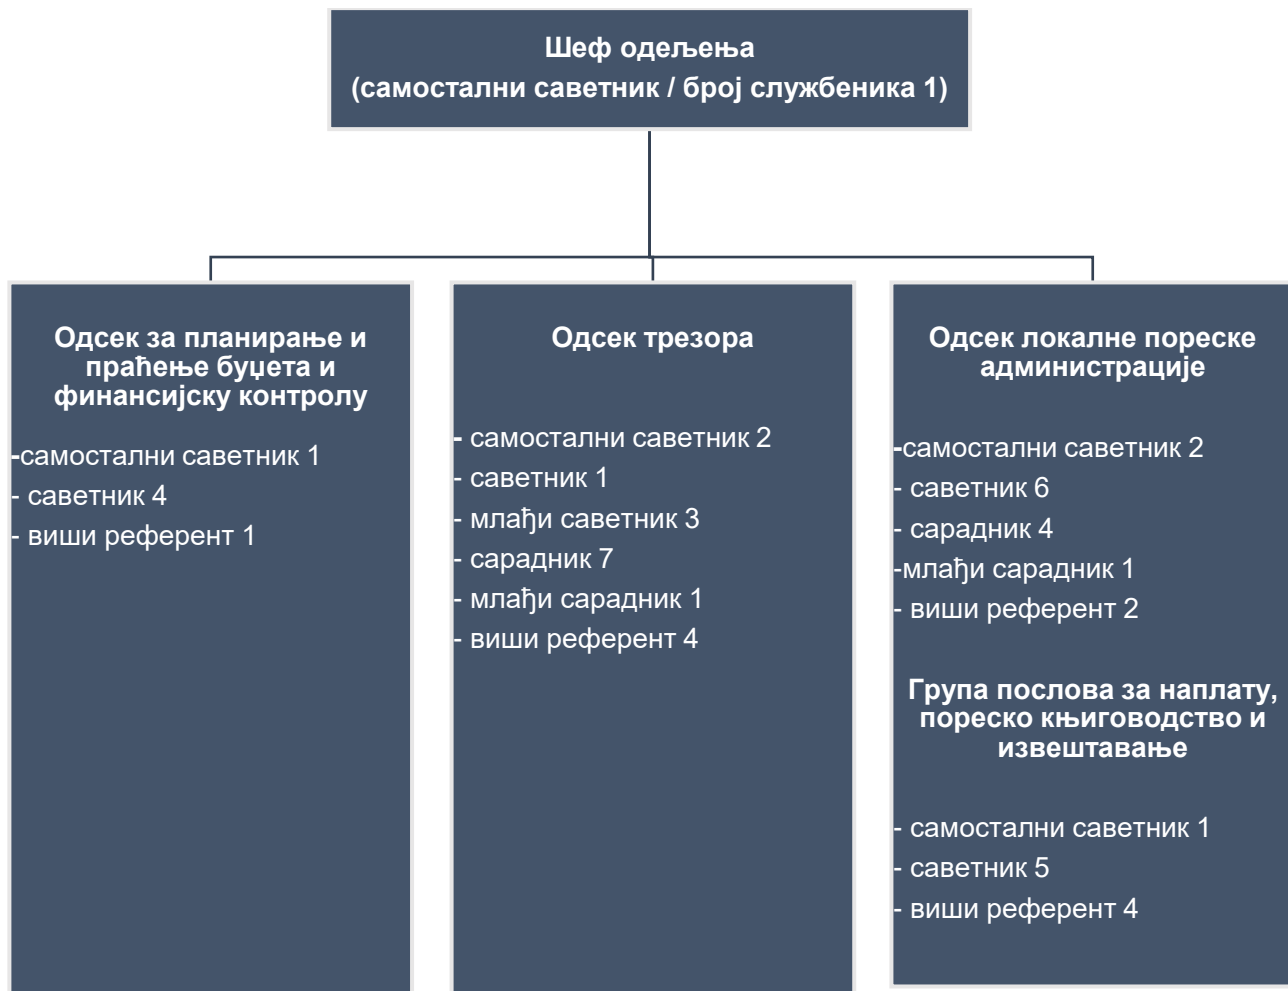 Шеф одељења
(самостални саветник / број службеника 1)
Одсек за планирање и
праћење буџета и
финансијску контролу
-самостални саветник 1
- саветник 4
- виши референт 1
Одсек трезора
- самостални саветник 2
- саветник 1
- млађи саветник 3
- сарадник 7
- млађи сарадник 1
- виши референт 4
Одсек локалне пореске
администрације
-самостални саветник 2
- саветник 6
- сарадник 4
-млађи сарадник 1
- виши референт 2
Група послова за наплату,
пореско књиговодство и
извештавање
- самостални саветник 1
- саветник 5
- виши референт 4